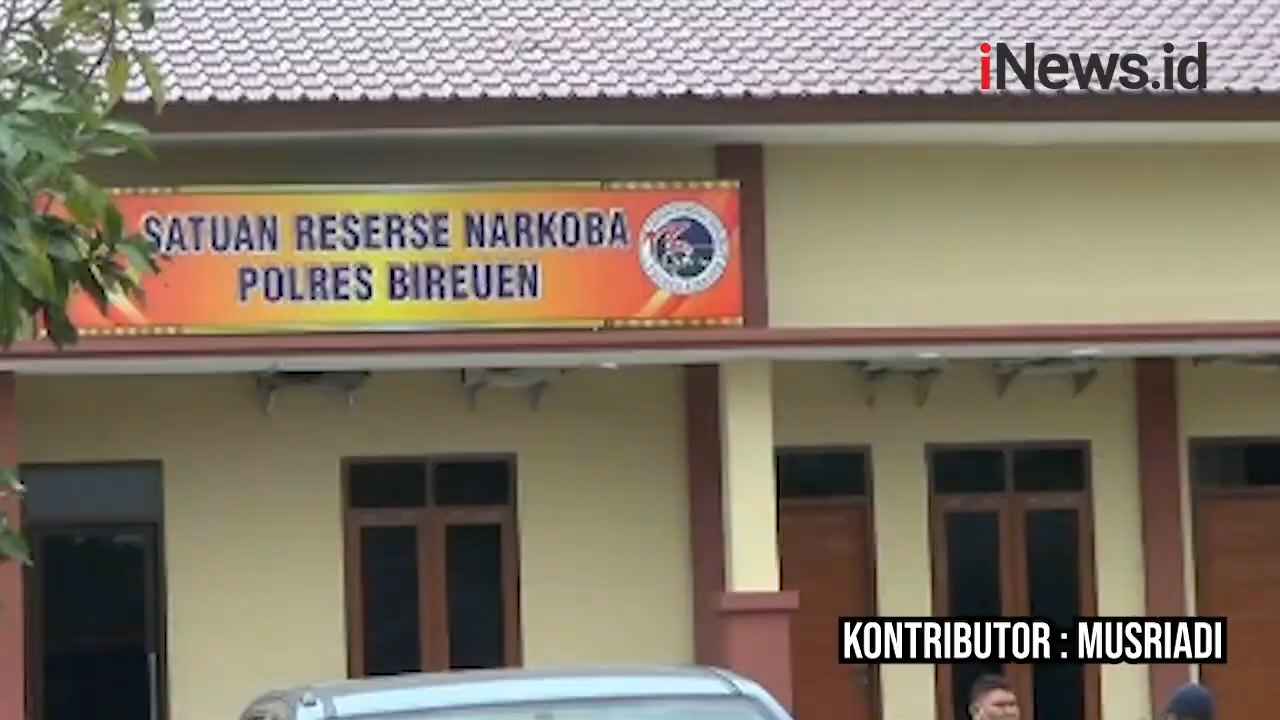 iNews.id
SATUAN RESERSE NARKOBA
POLRES BIREUEN
KONTRIBUTOR : MUSRIADI